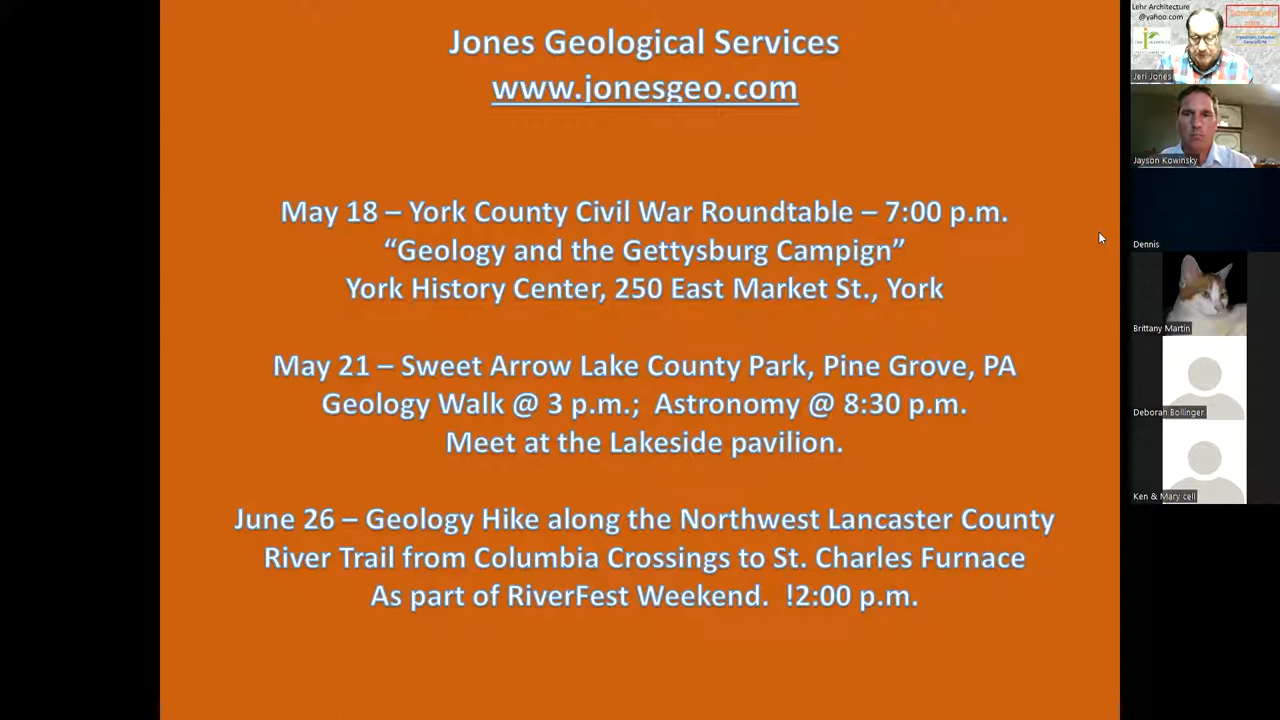 Jones Geological Services
www.jonesgeo.com
May 18 – York County Civil War Roundtable – 7:00 p.m.
“Geology and the Gettysburg Campign”
York History Center, 250 East Market St., York
May 21 – Sweet Arrow Lake County Park, Pine Grove, PA
Geology Walk @ 3 p.m.;  Astronomy @ 8:30 p.m.
Meet at the Lakeside pavilion.
June 26 – Geology Hike along the Northwest Lancaster County
River Trail from Columbia Crossings to St. Charles Furnace
As part of RiverFest Weekend.  !2:00 p.m.
Lehr Architecture
@yahoo.com
Jeri Jones
Jayson Kowinsky
Dennis
Brittany Martin
Deborah Bollinger
Ken & Mary cell